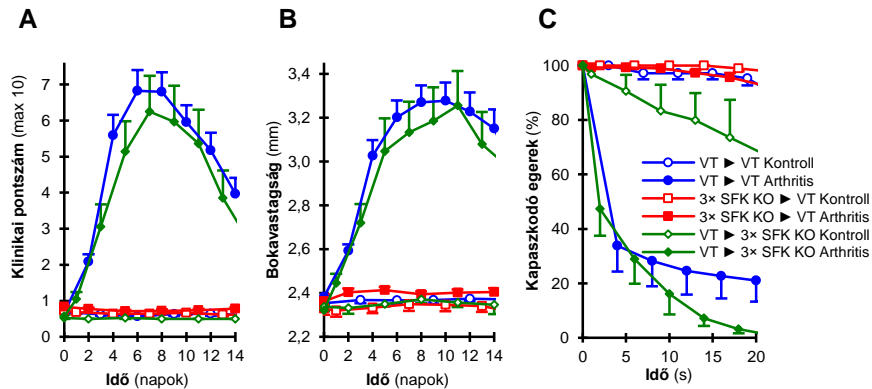 A
Klinikai pontszám (max 10)
7
6
5
4
3
2
1
0
0 2 4 6 8 10 12 14
Idő (napok)
B
Bokavastagság (mm)
3,4
3,2
3,0
2,8
2,6
2,4
2,2
0 2 4 6 8 10 12 14
Idő (napok)
C
Kapaszkodó egerek (%)
100
80
60
40
20
0
0 5 10 15 20
Idő (s)
VT ► VT Kontroll
VT ► VT Arthritis
3× SFK KO ► VT Kontroll
3× SFK KO ► VT Arthritis
VT ► 3× SFK KO Kontroll
VT ► 3× SFK KO Arthritis